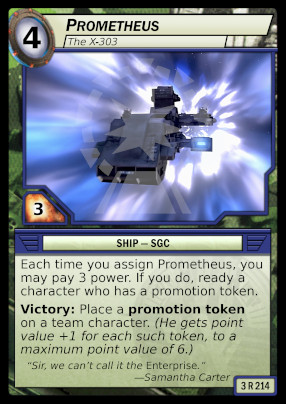 4
PROMETHEUS
The X-303
3
SHIP – SGC
Each time you assign Prometheus, you
may pay 3 power. If you do, ready a
character who has a promotion token.
Victory: Place a promotion token
on a team character. (He gets point
value +1 for each such token, up to a
maximum point value of 6.)
"Sir, we can't call it the Enterprise."
—Samantha Carter
3 R 214